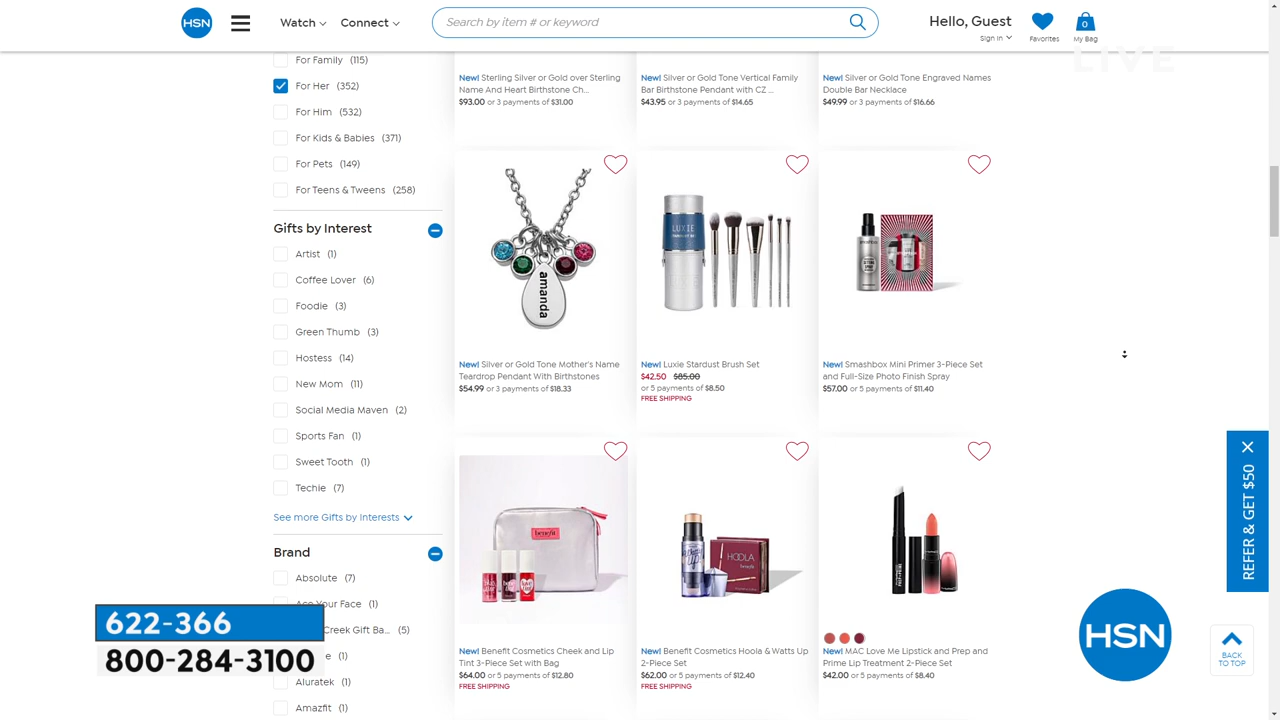 HSN
Watch
Connect
Search by item # or keyword
Hello, Guest
Sign In
Favorites
0
My Bag
LIVE
For Family (115)
For Her (352)
For Him (532)
For Kids & Babies (371)
For Pets (149)
For Teens & Tweens (258)
Gifts by Interest
Artist (1)
Coffee Lover (6)
Foodie (3)
Green Thumb (3)
Hostess (14)
New Mom (11)
Social Media Maven (2)
Sports Fan (1)
Sweet Tooth (1)
Techie (7)
See more Gifts by Interests
Brand
Absolute (7)
Ace Your Face (1)
Creek Gift Ba... (5)
(1)
Aluratek (1)
Amazfit (1)
New! Sterling Silver or Gold over Sterling
Name And Heart Birthstone Ch...
$93.00 or 3 payments of $31.00
New! Silver or Gold Tone Vertical Family
Bar Birthstone Pendant with CZ ...
$43.95 or 3 payments of $14.65
New! Silver or Gold Tone Engraved Names
Double Bar Necklace
$49.99 or 3 payments of $16.66
amanda
New! Silver or Gold Tone Mother's Name
Teardrop Pendant With Birthstones
$54.99 or 3 payments of $18.33
LUXIE
New! Luxie Stardust Brush Set
$42.50 $85.00
or 5 payments of $8.50
FREE SHIPPING
New! Smashbox Mini Primer 3-Piece Set
and Full-Size Photo Finish Spray
$57.00 or 5 payments of $11.40
benefit
New! Benefit Cosmetics Cheek and Lip
Tint 3-Piece Set with Bag
$64.00 or 5 payments of $12.80
FREE SHIPPING
HOOLA
benefit
New! Benefit Cosmetics Hoola & Watts Up
2-Piece Set
$62.00 or 5 payments of $12.40
FREE SHIPPING
New! MAC Love Me Lipstick and Prep and
Prime Lip Treatment 2-Piece Set
$42.00 or 5 payments of $8.40
REFER & GET $50
622-366
800-284-3100
HSN
BACK
TO TOP